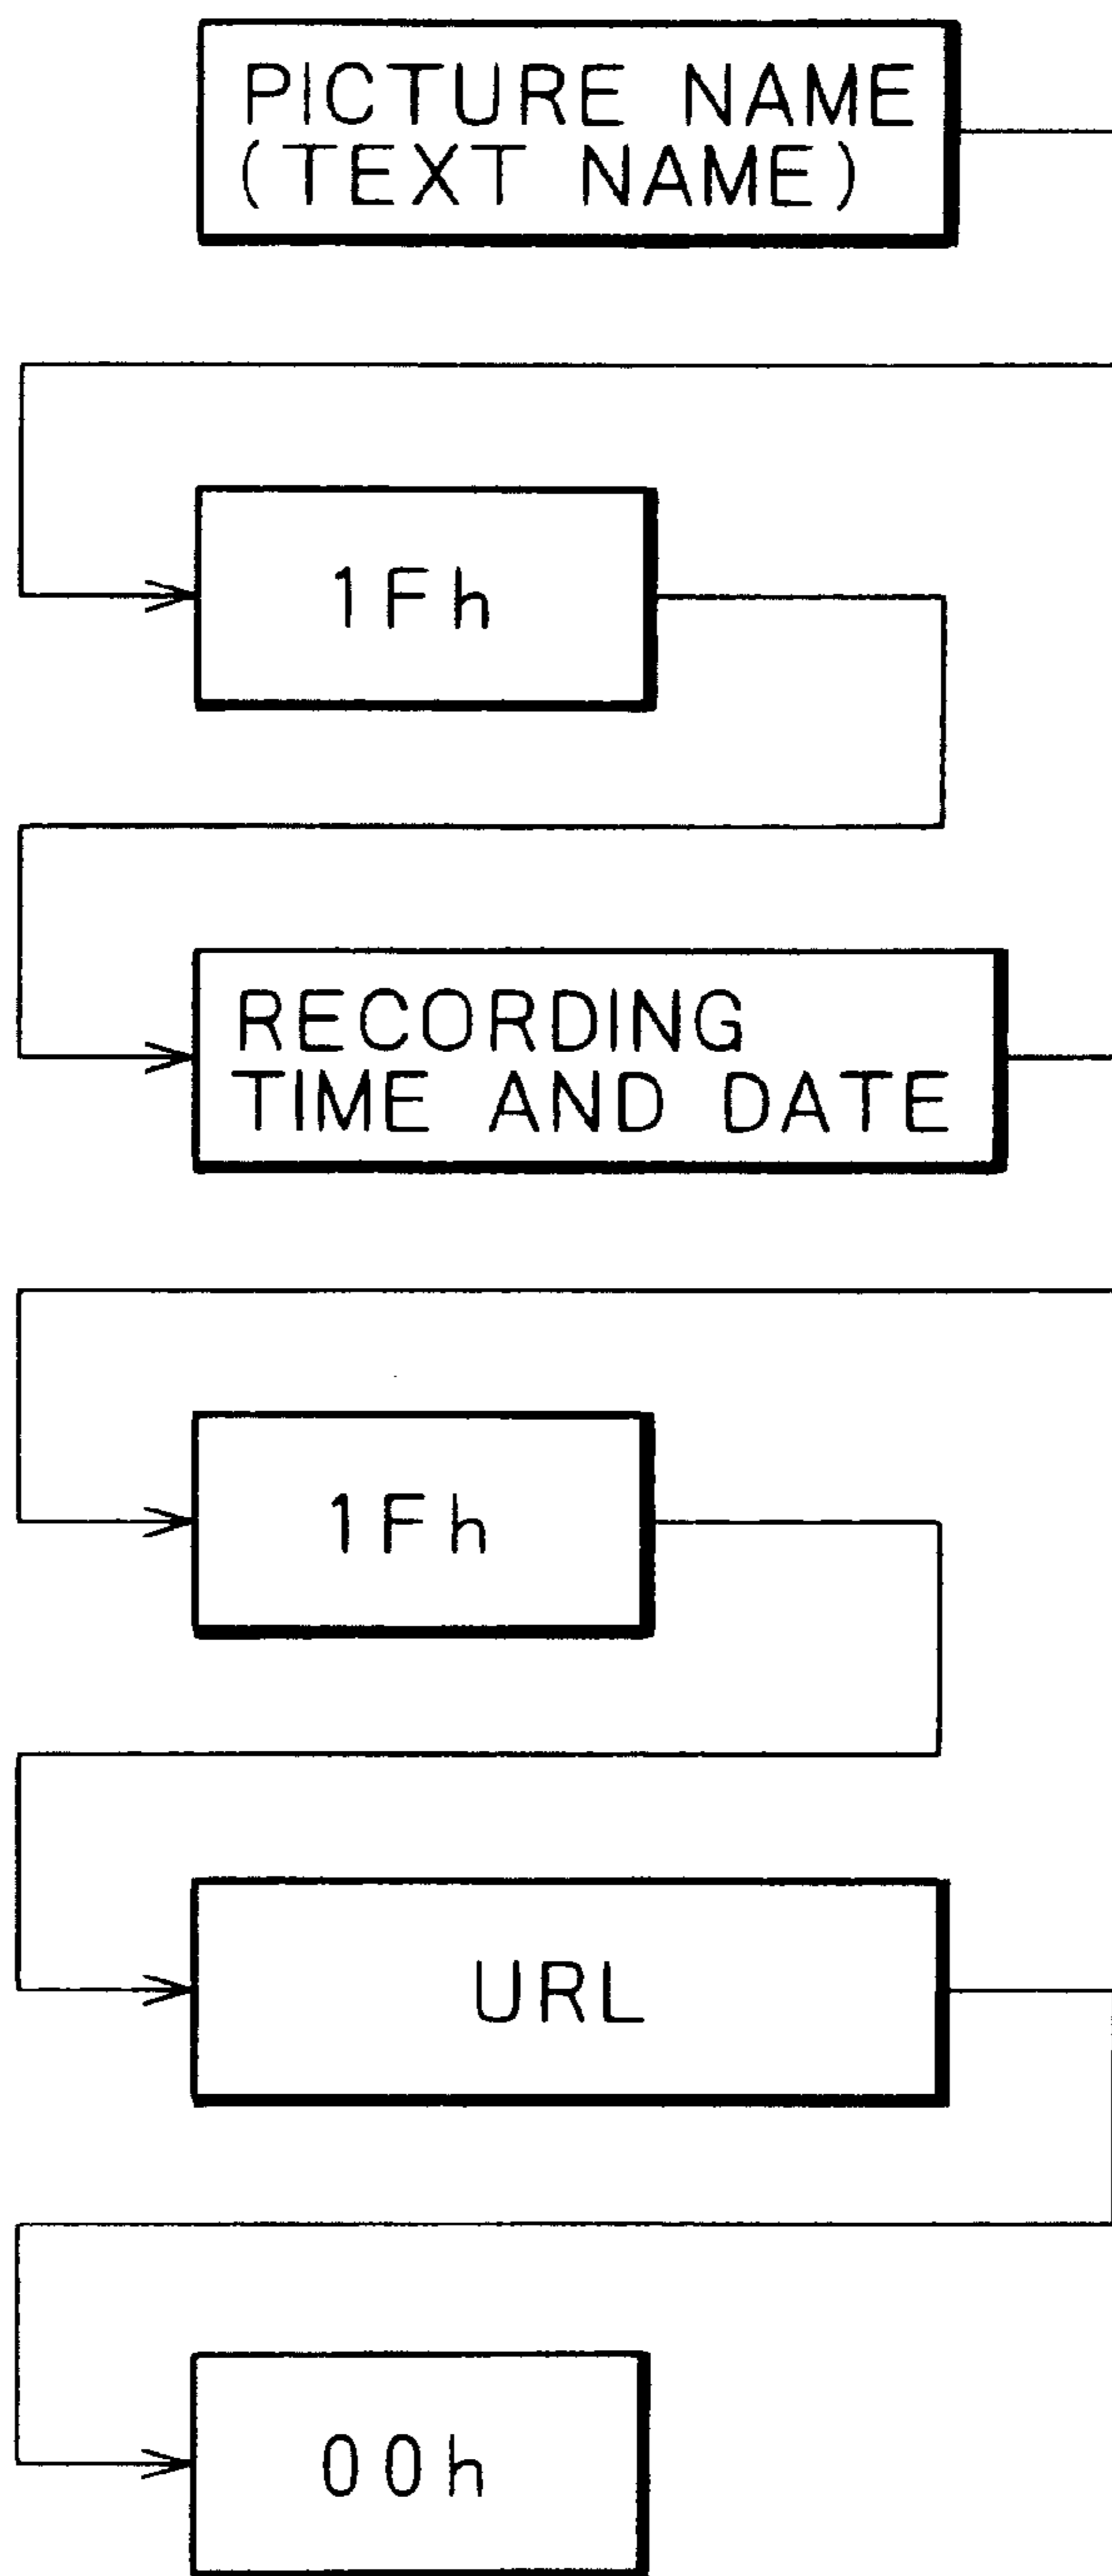 PICTURE NAME
(TEXT NAME)
1Fh
RECORDING
TIME AND DATE
1Fh
URL
00h